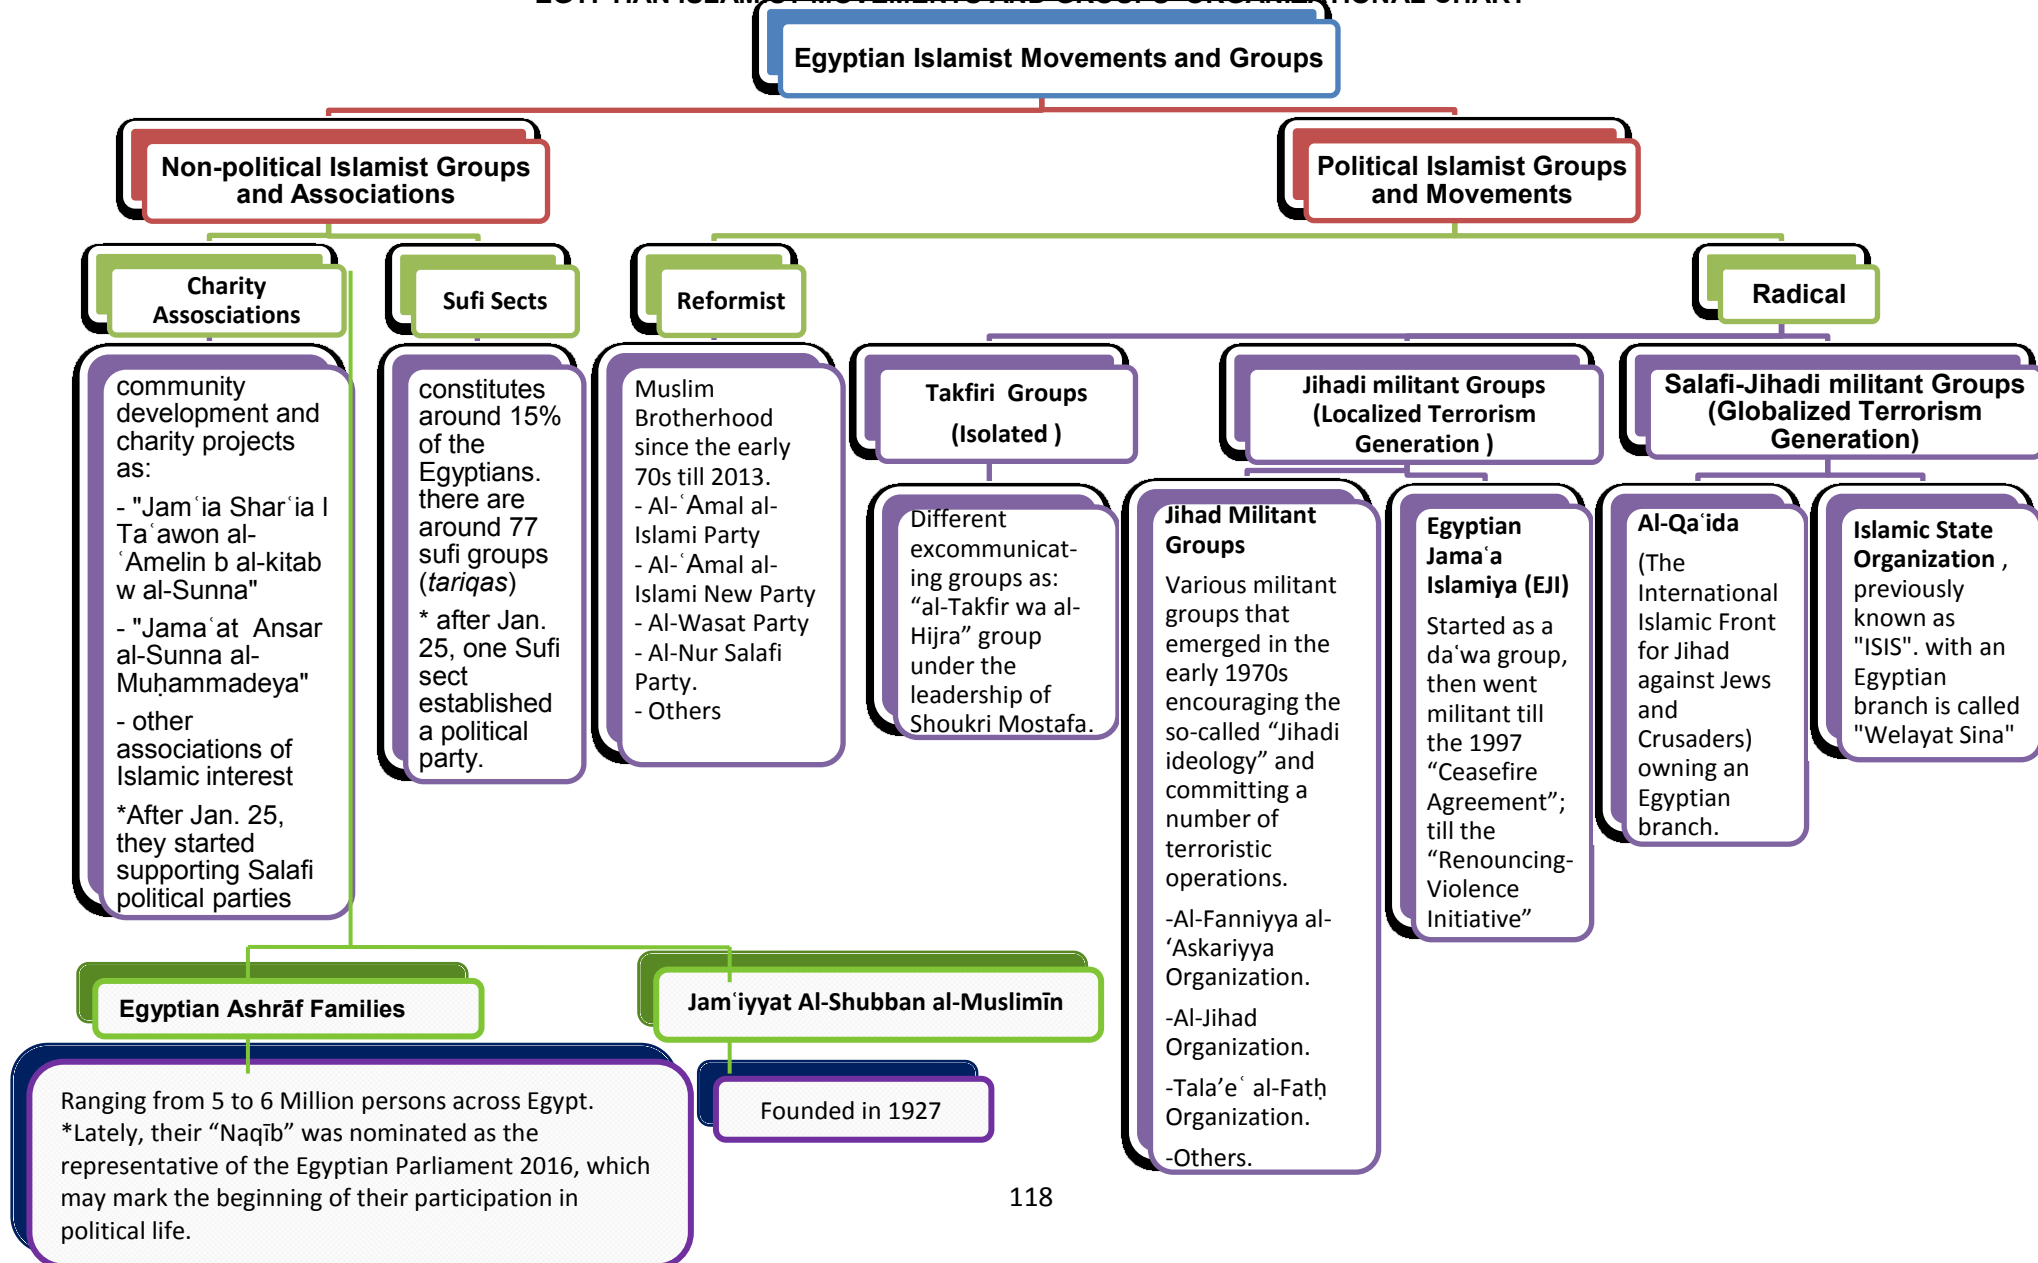 EGYPTIAN ISLAMIST MOVEMENTS AND GROUPS' ORGANIZATIONAL CHART
Egyptian Islamist Movements and Groups
Non-political Islamist Groups
and Associations
Political Islamist Groups
and Movements
Charity
Assosciations
Sufi Sects
Reformist
Radical
community
development and
charity projects
as:
- "Jamʿia Sharʿia l
Taʿawon al-
ʿAmelin b al-kitab
w al-Sunna"
- "Jamaʿat Ansar
al-Sunna al-
Muḥammadeya"
- other
associations of
Islamic interest
*After Jan. 25,
they started
supporting Salafi
political parties
constitutes
around 15%
of the
Egyptians.
there are
around 77
sufi groups
(tariqas)
* after Jan.
25, one Sufi
sect
established
a political
party.
Muslim
Brotherhood
since the early
70s till 2013.
- Al-ʿAmal al-
Islami Party
- Al-ʿAmal al-
Islami New Party
- Al-Wasat Party
- Al-Nur Salafi
Party.
- Others
Takfiri Groups
(Isolated )
Different
excommunicat-
ing groups as:
“al-Takfir wa al-
Hijra” group
under the
leadership of
Shoukri Mostafa.
Jihadi militant Groups
(Localized Terrorism
Generation )
Jihad Militant
Groups
Various militant
groups that
emerged in the
early 1970s
encouraging the
so-called “Jihadi
ideology” and
committing a
number of
terroristic
operations.
-Al-Fanniyya al-
‘Askariyya
Organization.
-Al-Jihad
Organization.
-Tala’eʿ al-Fatḥ
Organization.
-Others.
Egyptian
Jamaʿa
Islamiya (EJI)
Started as a
daʿwa group,
then went
militant till
the 1997
“Ceasefire
Agreement”;
till the
“Renouncing-
Violence
Initiative”
Salafi-Jihadi militant Groups
(Globalized Terrorism
Generation)
Al-Qaʿida
(The
International
Islamic Front
for Jihad
against Jews
and
Crusaders)
owning an
Egyptian
branch.
Islamic State
Organization ,
previously
known as
"ISIS". with an
Egyptian
branch is called
"Welayat Sina"
Egyptian Ashrāf Families
Jamʿiyyat Al-Shubban al-Muslimīn
Ranging from 5 to 6 Million persons across Egypt.
*Lately, their “Naqīb” was nominated as the
representative of the Egyptian Parliament 2016, which
may mark the beginning of their participation in
political life.
Founded in 1927
118